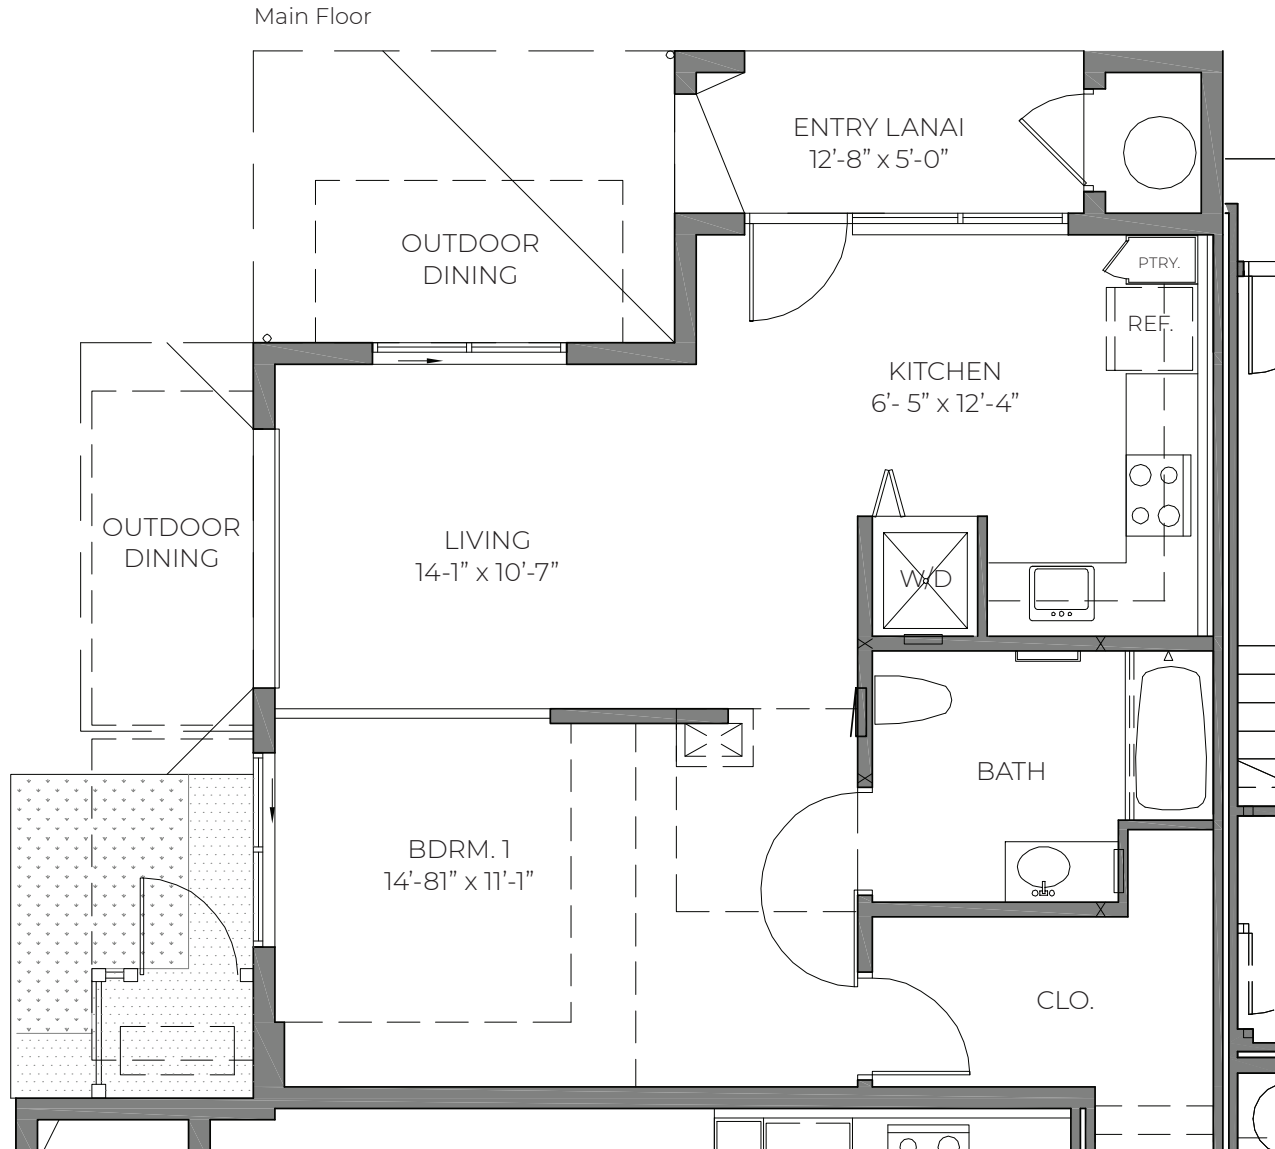 Main Floor
ENTRY LANAI
12’-8” x 5’-0”
OUTDOOR
DINING
PTRY.
REF.
KITCHEN
6’- 5” x 12’-4”
OUTDOOR
DINING
LIVING
14-1” x 10’-7”
W/D
BATH
BDRM. 1
14’-81” x 11’-1”
CLO.